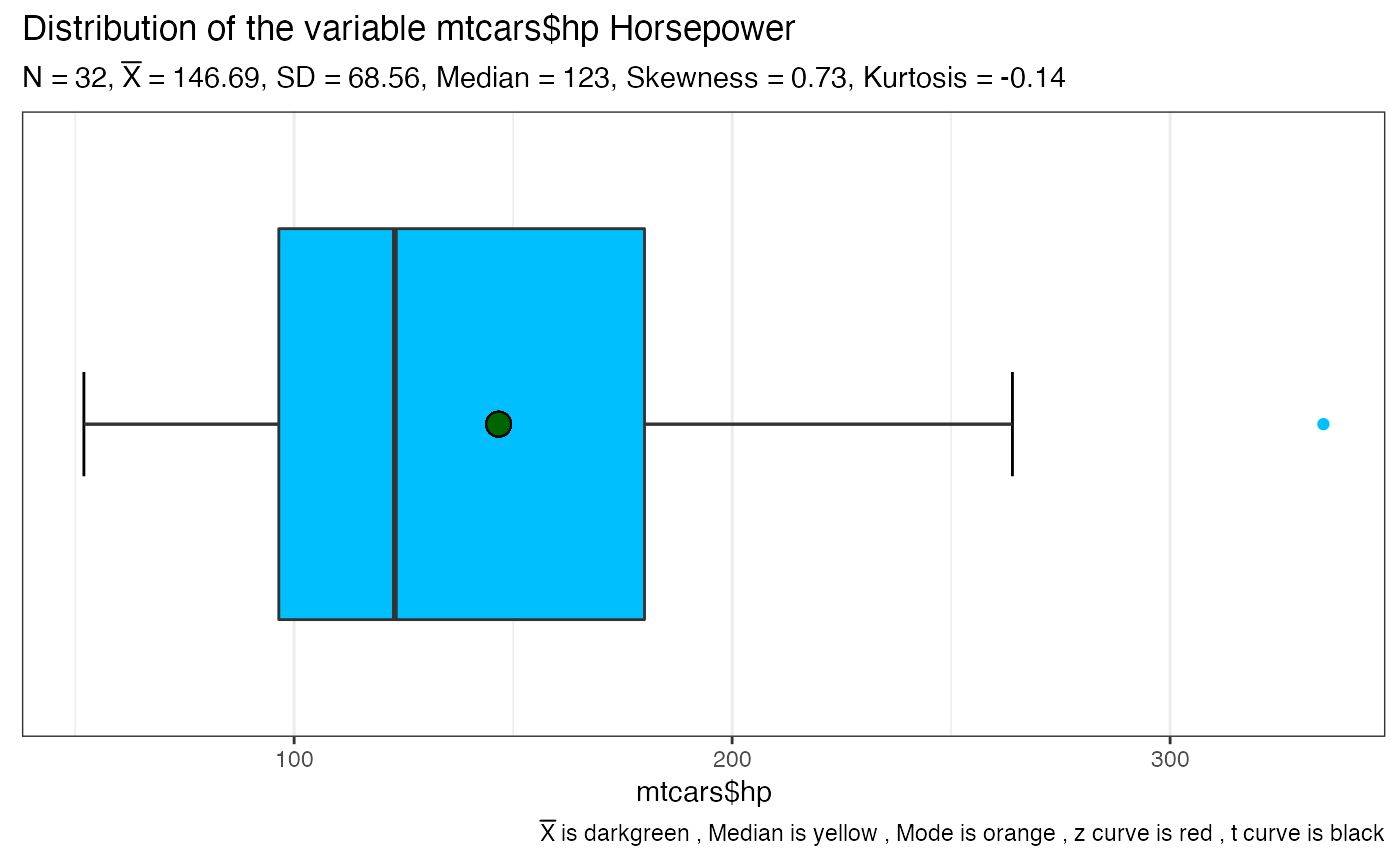 Distribution of the variable mtcars$hp Horsepower
N = 32, X̅ = 146.69, SD = 68.56, Median = 123, Skewness = 0.73, Kurtosis = -0.14
100 200 300
mtcars$hp
X̅ is darkgreen , Median is yellow , Mode is orange , z curve is red , t curve is black